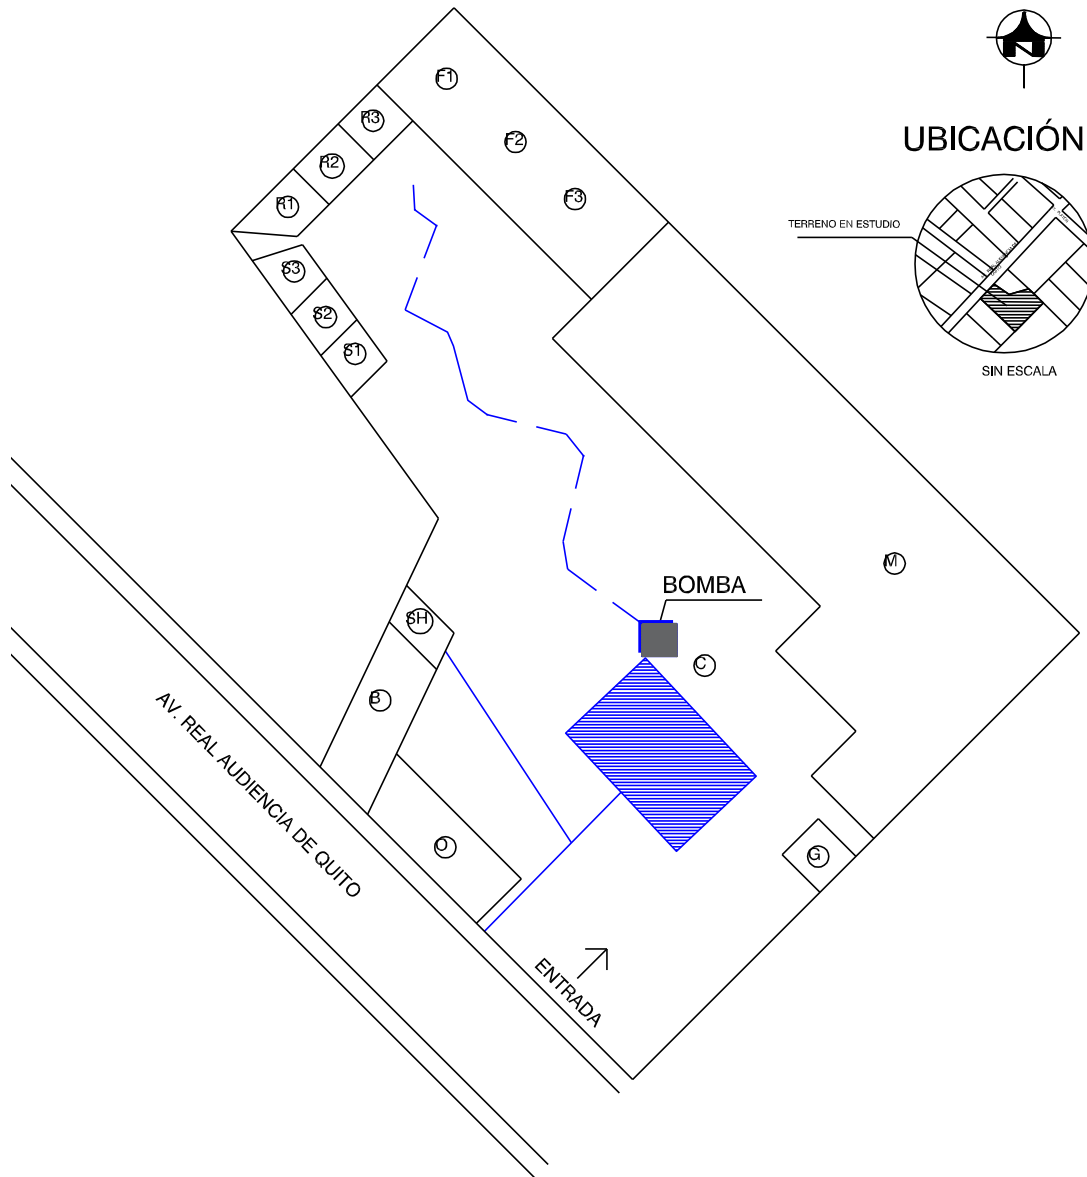 N
UBICACIÓN
TERRENO EN ESTUDIO
SIN ESCALA
F1
F2
F3
R3
R2
R1
S3
S2
S1
M
BOMBA
C
SH
B
O
G
AV. REAL AUDIENCIA DE QUITO
ENTRADA